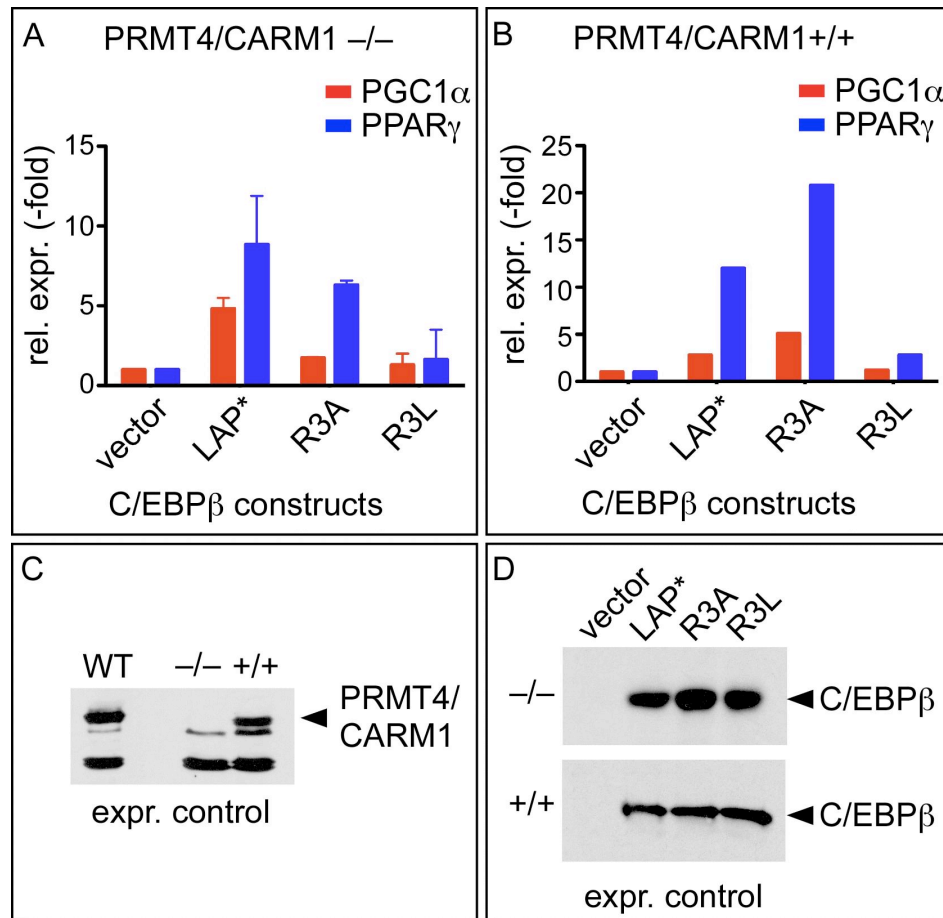 A
PRMT4/CARM1 –/–
PGC1α
PPARγ
rel. expr. (-fold)
15
10
5
0
vector
LAP*
R3A
R3L
C/EBPβ constructs
B
PRMT4/CARM1+/+
PGC1α
PPARγ
rel. expr. (-fold)
25
20
15
10
5
0
vector
LAP*
R3A
R3L
C/EBPβ constructs
C
WT –/– +/+
PRMT4/
CARM1
expr. control
D
vector
LAP*
R3A
R3L
–/– C/EBPβ
+/+ C/EBPβ
expr. control